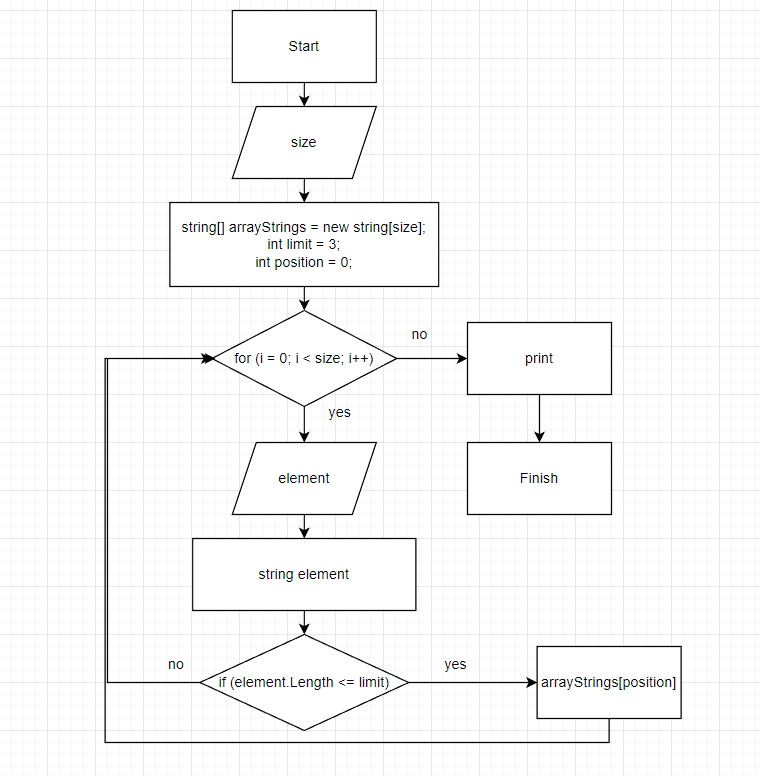 Start
size
string[] arrayStrings = new string[size];
int limit = 3;
int position = 0;
for (i = 0; i < size; i++)
no
print
yes
element
Finish
string element
no
if (element.Length <= limit)
yes
arrayStrings[position]